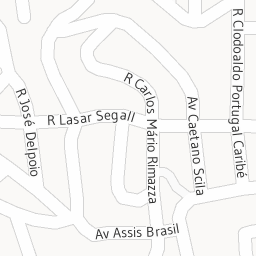 R Clodoaldo Portugal Caribé
R Carlos Mário Rimazza
Av Caetano Scila
R José Delpoio
R Lasar Segall
Av Assis Brasil